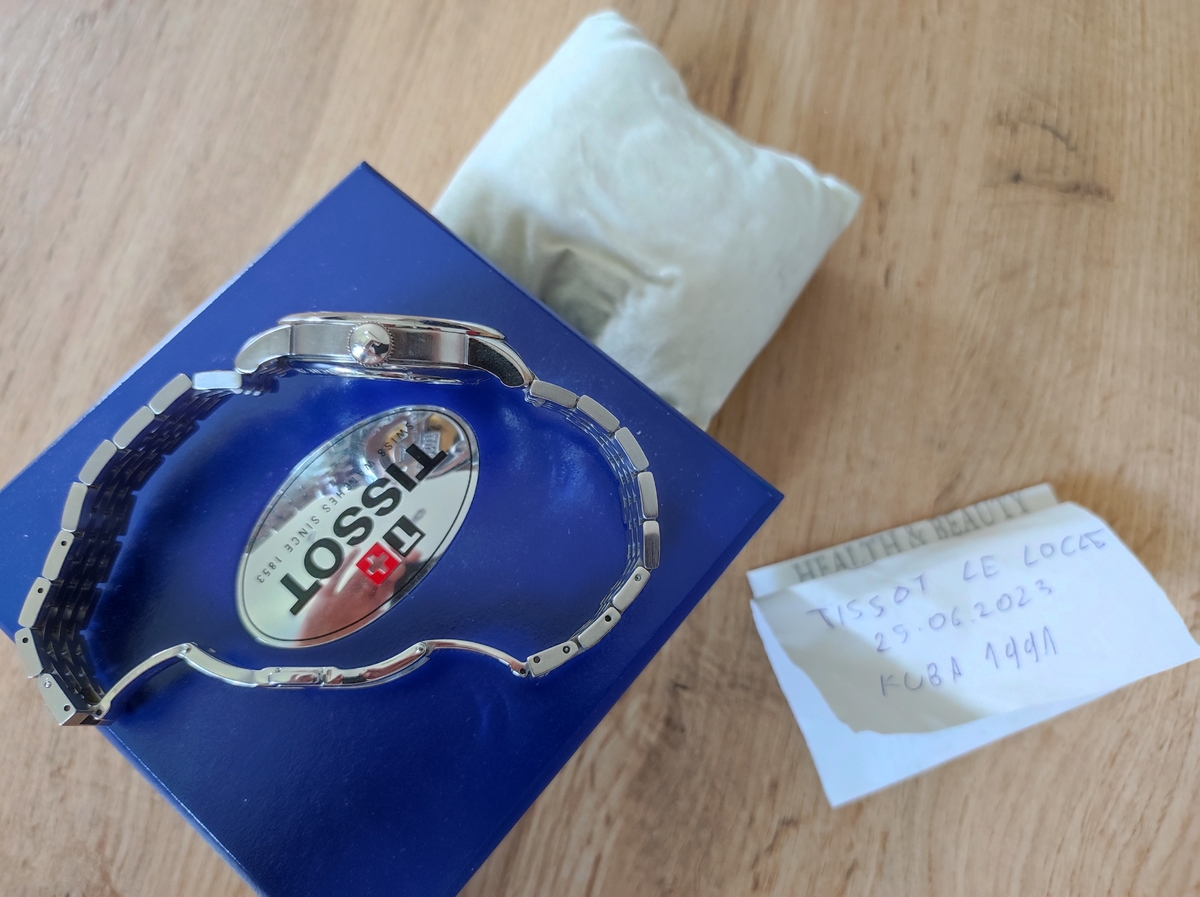 T
TISSOT
SWISS WATCHES SINCE 1853
HEALTH & BEAUTY
TISSOT LE LOCLE
25.06.2023
KUBA 1991